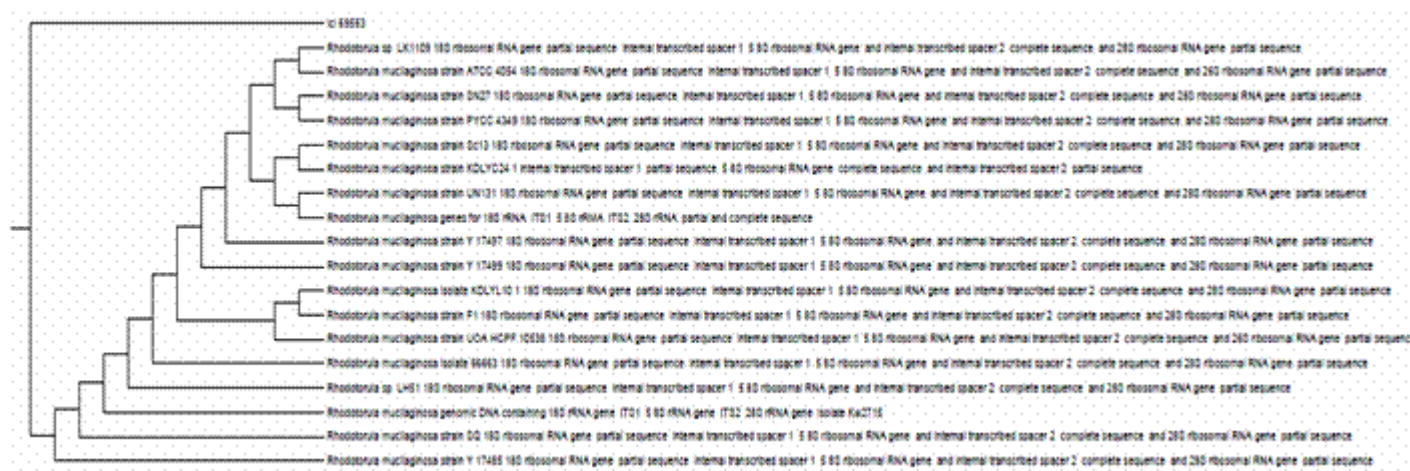 lcl 69663
Rhodotorula sp LK1109 18S ribosomal RNA gene partial sequence internal transcribed spacer 1 5 8S ribosomal RNA gene and internal transcribed spacer 2 complete sequence and 28S ribosomal RNA gene partial sequence
Rhodotorula mucilaginosa strain ATCC 4054 18S ribosomal RNA gene partial sequence internal transcribed spacer 1 5 8S ribosomal RNA gene and internal transcribed spacer 2 complete sequence and 28S ribosomal RNA gene partial sequence
Rhodotorula mucilaginosa strain SN27 18S ribosomal RNA gene partial sequence internal transcribed spacer 1 5 8S ribosomal RNA gene and internal transcribed spacer 2 complete sequence and 28S ribosomal RNA gene partial sequence
Rhodotorula mucilaginosa strain PYCC 4349 18S ribosomal RNA gene partial sequence internal transcribed spacer 1 5 8S ribosomal RNA gene and internal transcribed spacer 2 complete sequence and 28S ribosomal RNA gene partial sequence
Rhodotorula mucilaginosa strain Sc13 18S ribosomal RNA gene partial sequence internal transcribed spacer 1 5 8S ribosomal RNA gene and internal transcribed spacer 2 complete sequence and 28S ribosomal RNA gene partial sequence
Rhodotorula mucilaginosa strain KDLYC24 1 internal transcribed spacer 1 partial sequence 5 8S ribosomal RNA gene complete sequence and internal transcribed spacer 2 partial sequence
Rhodotorula mucilaginosa strain UN131 18S ribosomal RNA gene partial sequence internal transcribed spacer 1 5 8S ribosomal RNA gene and internal transcribed spacer 2 complete sequence and 28S ribosomal RNA gene partial sequence
Rhodotorula mucilaginosa genes for 18S rRNA ITS1 5 8S rRNA ITS2 28S rRNA partial and complete sequence
Rhodotorula mucilaginosa strain Y 17497 18S ribosomal RNA gene partial sequence internal transcribed spacer 1 5 8S ribosomal RNA gene and internal transcribed spacer 2 complete sequence and 28S ribosomal RNA gene partial sequence
Rhodotorula mucilaginosa strain Y 17499 18S ribosomal RNA gene partial sequence internal transcribed spacer 1 5 8S ribosomal RNA gene and internal transcribed spacer 2 complete sequence and 28S ribosomal RNA gene partial sequence
Rhodotorula mucilaginosa isolate KDLYL10 1 18S ribosomal RNA gene partial sequence internal transcribed spacer 1 5 8S ribosomal RNA gene and internal transcribed spacer 2 complete sequence and 28S ribosomal RNA gene partial sequence
Rhodotorula mucilaginosa strain P1 18S ribosomal RNA gene partial sequence internal transcribed spacer 1 5 8S ribosomal RNA gene and internal transcribed spacer 2 complete sequence and 28S ribosomal RNA gene partial sequence
Rhodotorula mucilaginosa strain UOA HCPF 10538 18S ribosomal RNA gene partial sequence internal transcribed spacer 1 5 8S ribosomal RNA gene and internal transcribed spacer 2 complete sequence and 28S ribosomal RNA gene partial sequenc
Rhodotorula mucilaginosa isolate 66663 18S ribosomal RNA gene partial sequence internal transcribed spacer 1 5 8S ribosomal RNA gene and internal transcribed spacer 2 complete sequence and 28S ribosomal RNA gene partial sequence
Rhodotorula sp LHS1 18S ribosomal RNA gene partial sequence internal transcribed spacer 1 5 8S ribosomal RNA gene and internal transcribed spacer 2 complete sequence and 28S ribosomal RNA gene partial sequence
Rhodotorula mucilaginosa genomic DNA containing 18S rRNA gene ITS1 5 8S rRNA gene ITS2 28S rRNA gene isolate Kw2T15
Rhodotorula mucilaginosa strain 18S ribosomal RNA gene partial sequence internal transcribed spacer 1 5 8S ribosomal RNA gene and internal transcribed spacer 2 complete sequence and 28S ribosomal RNA gene partial sequence
Rhodotorula mucilaginosa strain Y 17485 18S ribosomal RNA gene partial sequence internal transcribed spacer 1 5 8S ribosomal RNA gene and internal transcribed spacer 2 complete sequence and 28S ribosomal RNA gene partial sequence